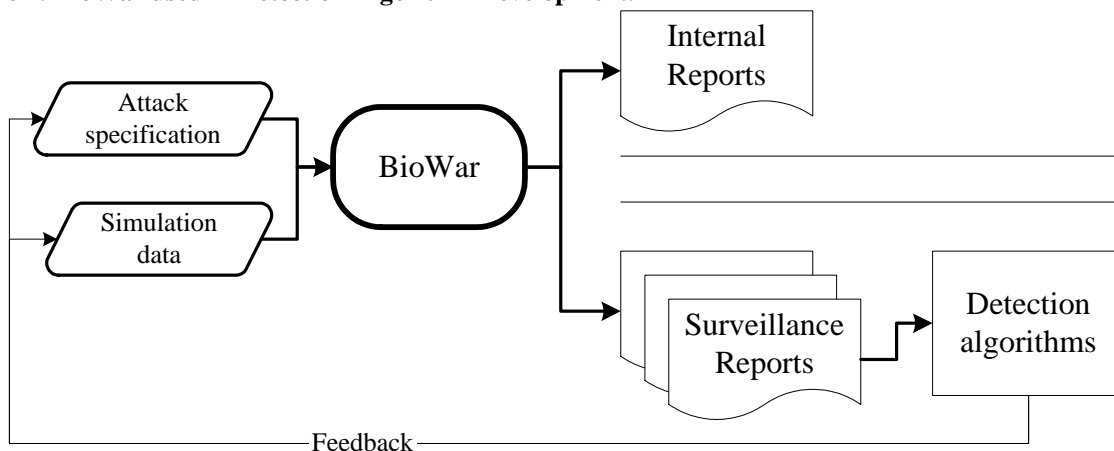 Internal
Reports
Attack
specification
BioWar
Simulation
data
Surveillance
Reports
Detection
algorithms
Feedback